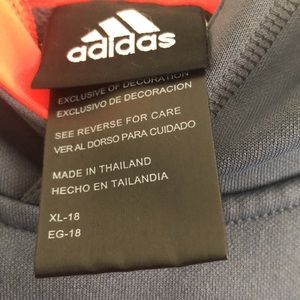 adidas
EXCLUSIVE OF DECORATION
EXCLUSIVO DE DECORACIÓN
SEE REVERSE FOR CARE
VER AL DORSO PARA CUIDADO
MADE IN THAILAND
HECHO EN TAILANDIA
XL-18
EG-18